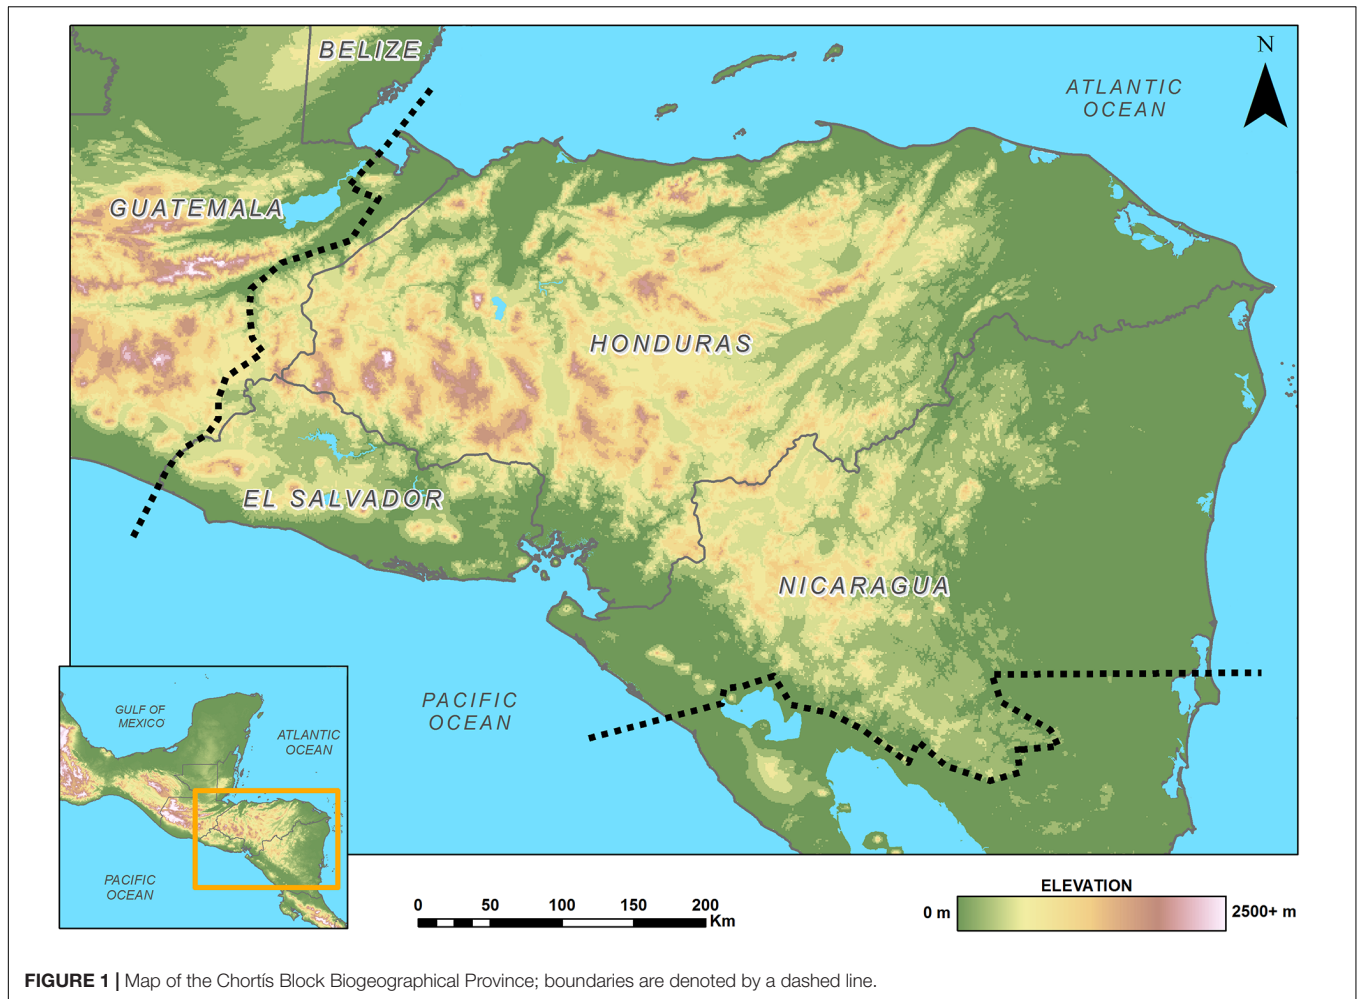 BELIZE
N
ATLANTIC
OCEAN
GUATEMALA
HONDURAS
EL SALVADOR
NICARAGUA
PACIFIC
OCEAN
GULF OF
MEXICO
ATLANTIC
OCEAN
PACIFIC
OCEAN
0 50 100 150 200
Km
ELEVATION
0 m 2500+ m
FIGURE 1 | Map of the Chortís Block Biogeographical Province; boundaries are denoted by a dashed line.